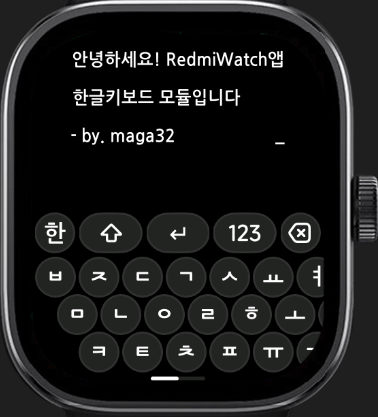 안녕하세요! RedmiWatch앱
한글키보드 모듈입니다
- by. maga32 _
한 123
ㅂ ㅈ ㄷ ㄱ ㅅ ㅛ ㅕ
ㅁ ㄴ ㅇ ㄹ ㅎ ㅗ
ㅋ ㅌ ㅊ ㅍ ㅠ